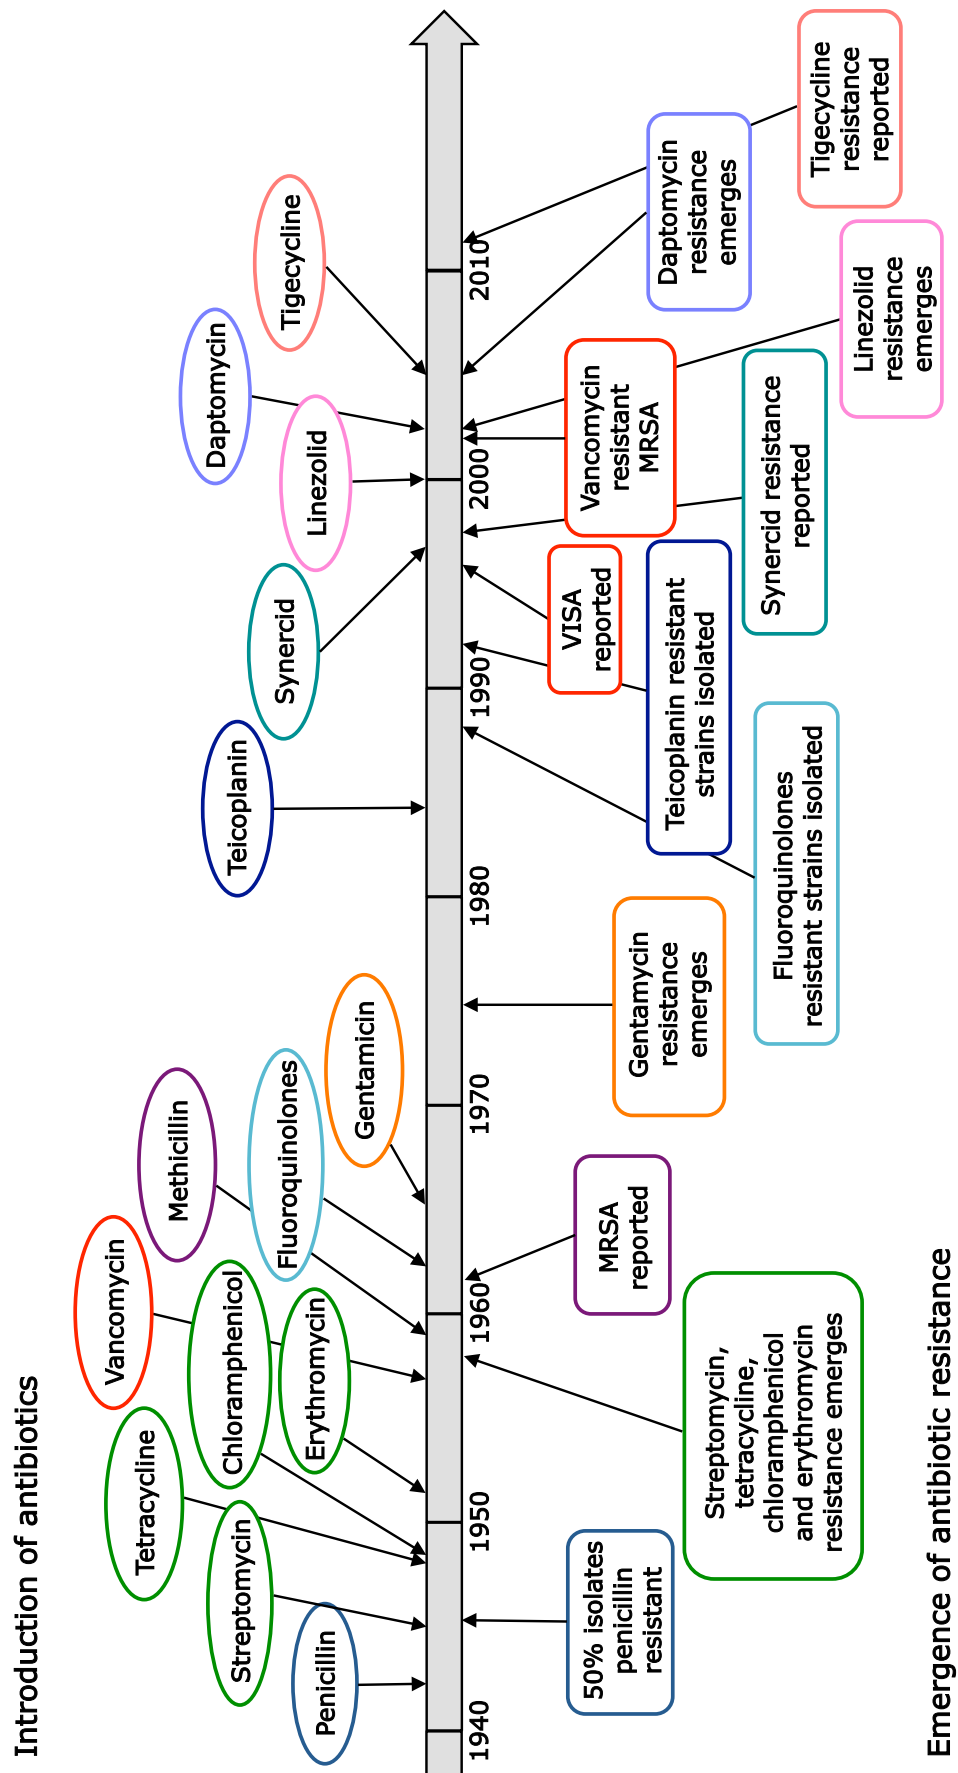 Introduction of antibiotics
Vancomycin
Methicillin
Tetracycline
Daptomycin
Chloramphenicol
Teicoplanin
Streptomycin
Fluoroquinolones
Synercid
Tigecycline
Erythromycin
Linezolid
Penicillin
Gentamicin
1940
1950
1960
1970
1980
1990
2000
2010
50% isolates
penicillin
resistant
Streptomycin,
tetracycline,
chloramphenicol
and erythromycin
resistance emerges
MRSA
reported
Gentamycin
resistance
emerges
Fluoroquinolones
resistant strains isolated
Teicoplanin resistant
strains isolated
VISA
reported
Synercid resistance
reported
Vancomycin
resistant
MRSA
Linezolid
resistance
emerges
Daptomycin
resistance
emerges
Tigecycline
resistance
reported
Emergence of antibiotic resistance